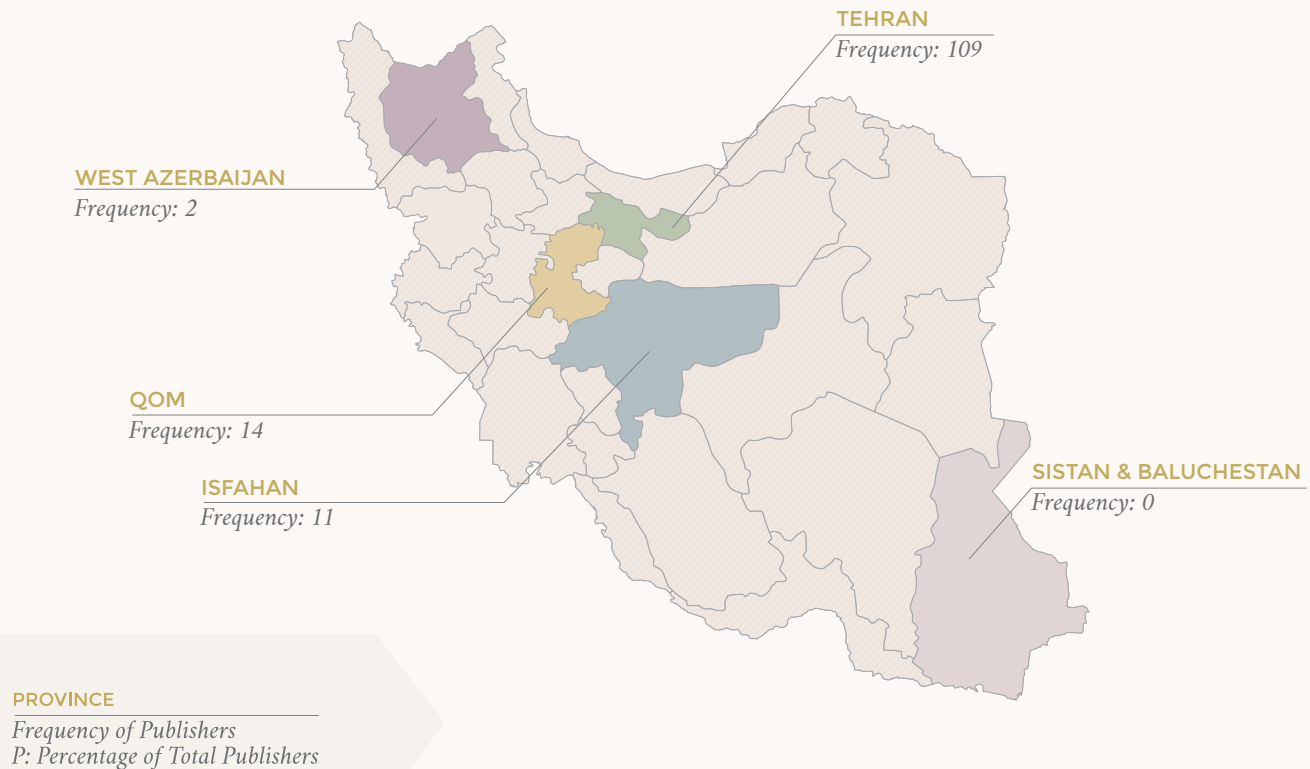 TEHRAN
Frequency: 109
WEST AZERBAIJAN
Frequency: 2
QOM
Frequency: 14
ISFAHAN
Frequency: 11
SISTAN & BALUCHESTAN
Frequency: 0
PROVINCE
Frequency of Publishers
P: Percentage of Total Publishers